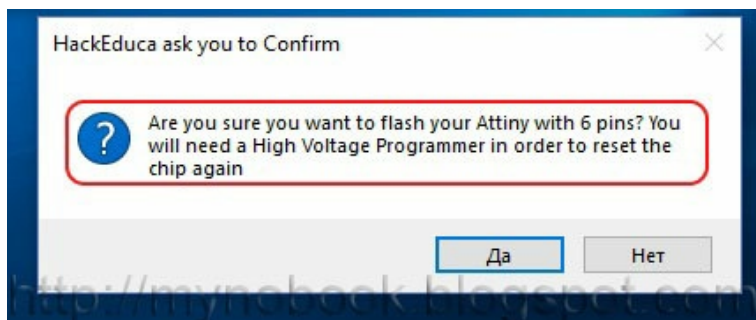 HackEduca ask you to Confirm
Are you sure you want to flash your Attiny with 6 pins? You
will need a High Voltage Programmer in order to reset the
chip again
Да
Нет
http://mynobook.blogspot.com